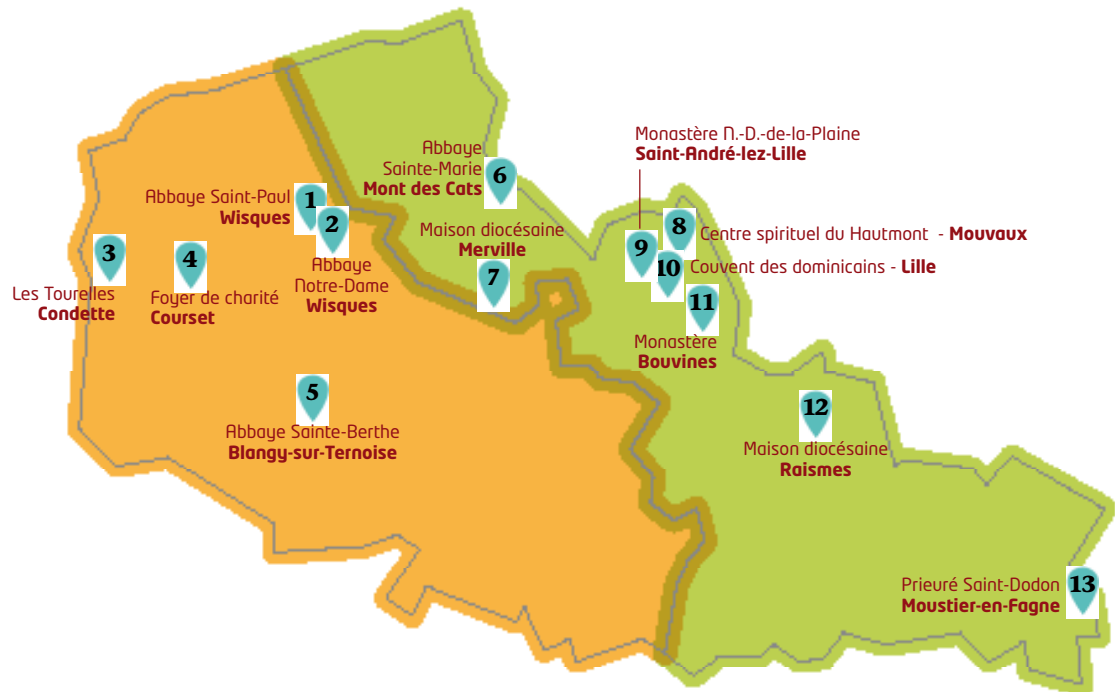 Monastère N.-D.-de-la-Plaine
Saint-André-lez-Lille
Abbaye
Sainte-Marie
Mont des Cats
6
Abbaye Saint-Paul
Wisques
1
2
Abbaye
Notre-Dame
Wisques
Maison diocésaine
Merville
7
8
Centre spirituel du Hautmont - Mouvaux
9
10
Couvent des dominicains - Lille
3
Les Tourelles
Condette
4
Foyer de charité
Courset
11
Monastère
Bouvines
5
Abbaye Sainte-Berthe
Blangy-sur-Ternoise
12
Maison diocésaine
Raismes
13
Prieuré Saint-Dodon
Moustier-en-Fagne